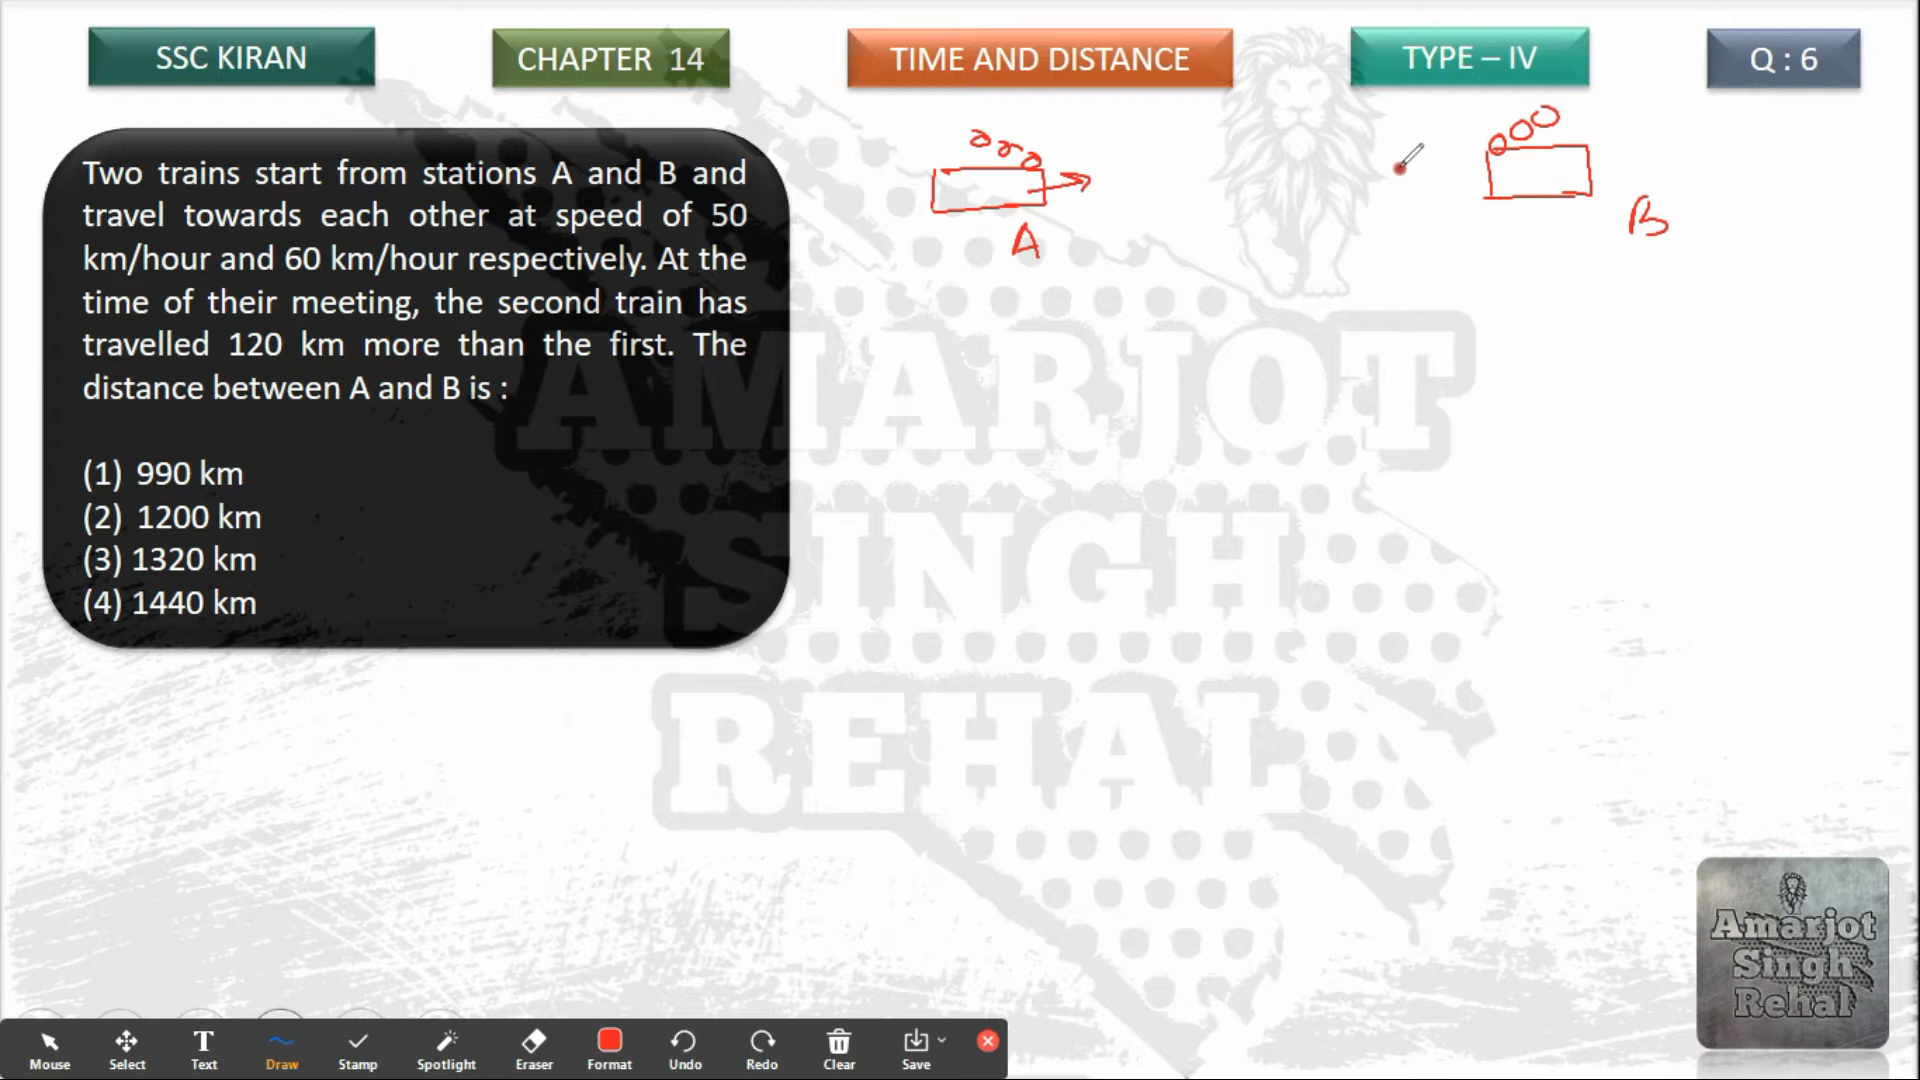 SSC KIRAN
CHAPTER 14
TIME AND DISTANCE
TYPE – IV
Q : 6
Two trains start from stations A and B and
travel towards each other at speed of 50
km/hour and 60 km/hour respectively. At the
time of their meeting, the second train has
travelled 120 km more than the first. The
distance between A and B is :
(1) 990 km
(2) 1200 km
(3) 1320 km
(4) 1440 km
A
B
AMARJOT
SINGH
REHAL
Amarjot
Singh
Rehal
Mouse
Select
Text
Draw
Stamp
Spotlight
Eraser
Format
Undo
Redo
Clear
Save